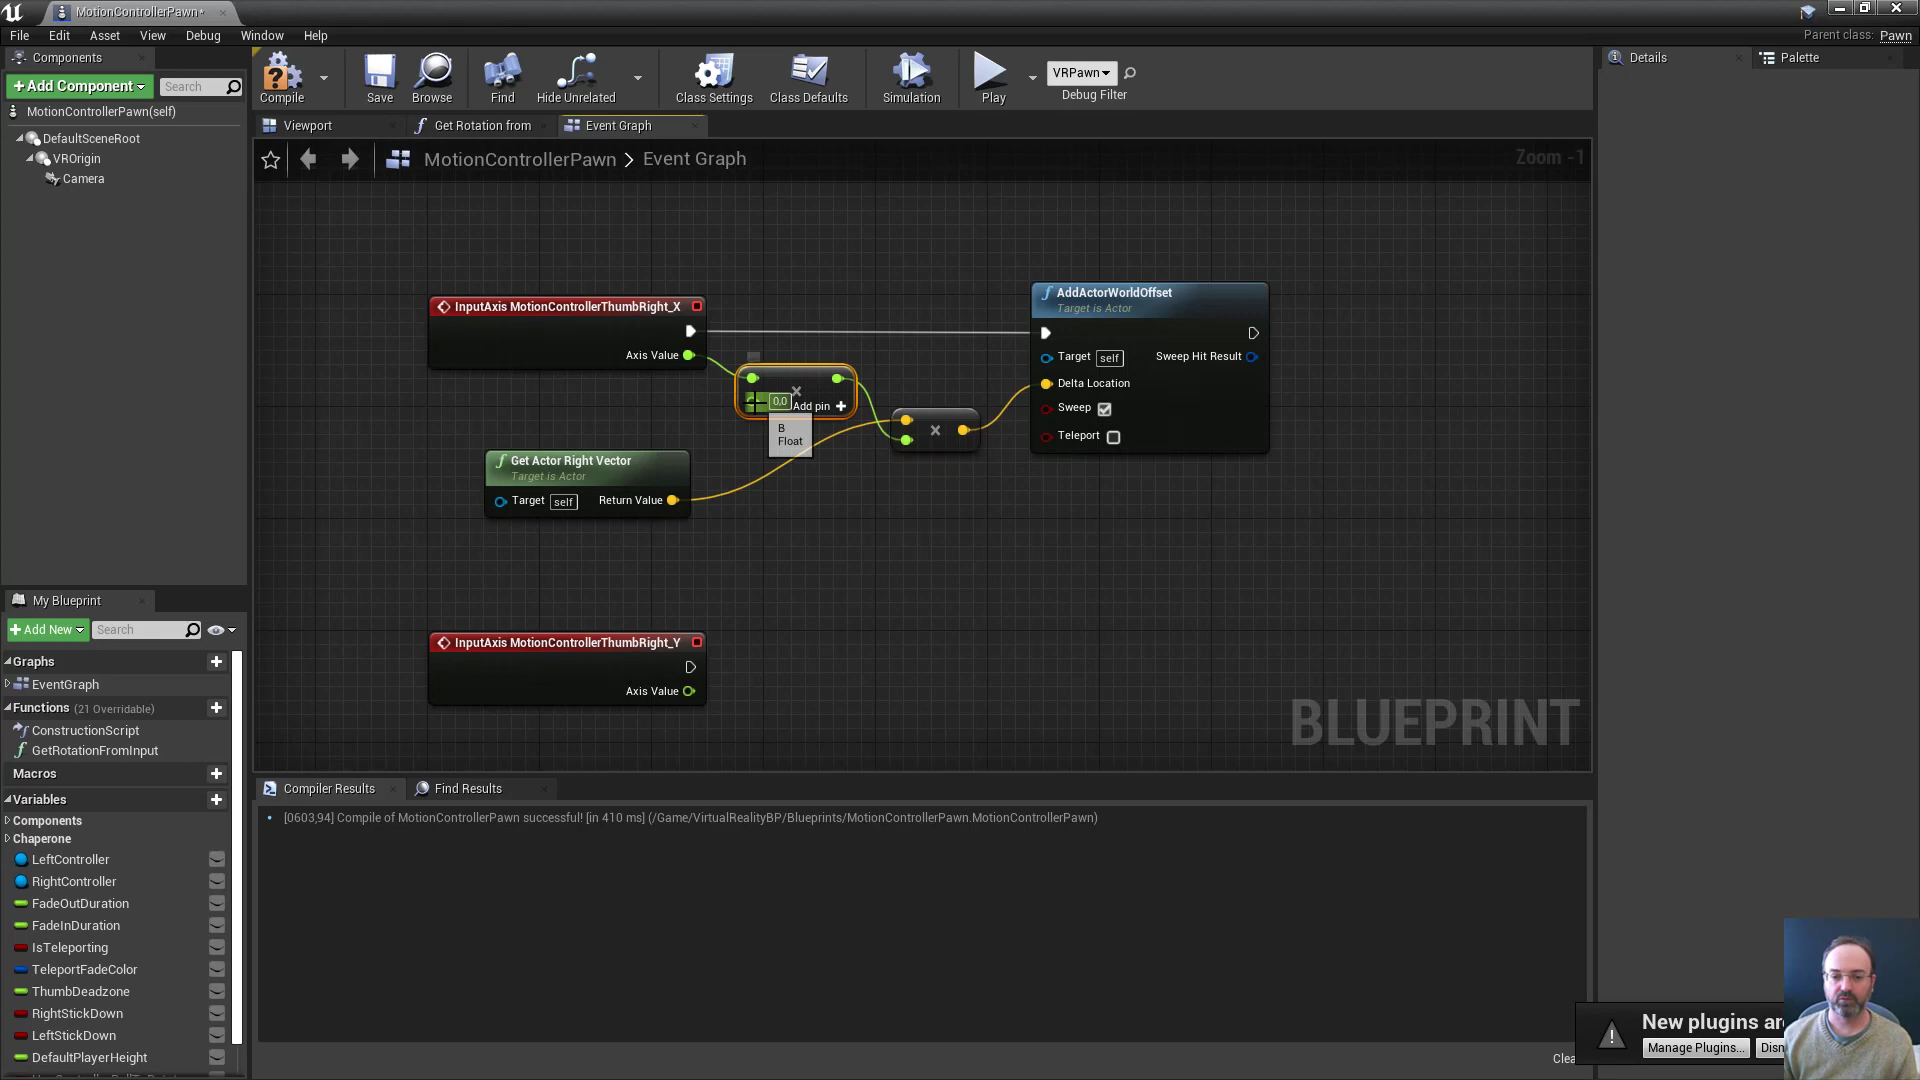 MotionControllerPawn*
File Edit Asset View Debug Window Help
Parent class: Pawn
Components
Add Component
Search
MotionControllerPawn(self)
DefaultSceneRoot
VROrigin
Camera
Compile
Save
Browse
Find
Hide Unrelated
Class Settings
Class Defaults
Simulation
Play
VRPawn
Debug Filter
Details
Palette
Viewport
Get Rotation from
Event Graph
MotionControllerPawn > Event Graph
Zoom -1
InputAxis MotionControllerThumbRight_X
Axis Value
0,0
Add pin
B
Float
Get Actor Right Vector
Target is Actor
Target self
Return Value
AddActorWorldOffset
Target is Actor
Target self
Sweep Hit Result
Delta Location
Sweep
Teleport
InputAxis MotionControllerThumbRight_Y
Axis Value
BLUEPRINT
My Blueprint
Add New
Search
Graphs
EventGraph
Functions (21 Overridable)
ConstructionScript
GetRotationFromInput
Macros
Variables
Components
Chaperone
LeftController
RightController
FadeOutDuration
FadeInDuration
IsTeleporting
TeleportFadeColor
ThumbDeadzone
RightStickDown
LeftStickDown
DefaultPlayerHeight
Compiler Results
Find Results
[0603,94] Compile of MotionControllerPawn successful! [in 410 ms] (/Game/VirtualRealityBP/Blueprints/MotionControllerPawn.MotionControllerPawn)
New plugins
Manage Plugins...